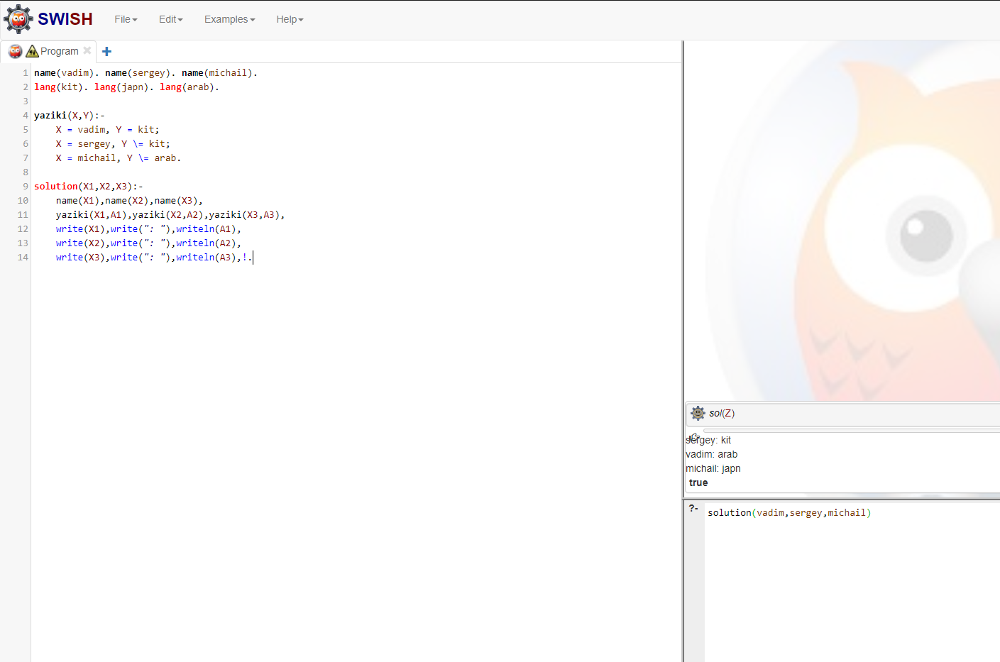 SWISH File Edit Examples Help
Program
1 name(vadim). name(sergey). name(michail).
2 lang(kit). lang(japn). lang(arab).
3
4 yaziki(X,Y):-
5 X = vadim, Y = kit;
6 X = sergey, Y \= kit;
7 X = michail, Y \= arab.
8
9 solution(X1,X2,X3):-
10 name(X1),name(X2),name(X3),
11 yaziki(X1,A1),yaziki(X2,A2),yaziki(X3,A3),
12 write(X1),write(": "),writeln(A1),
13 write(X2),write(": "),writeln(A2),
14 write(X3),write(": "),writeln(A3),!.
sol(Z)
sergey: kit
vadim: arab
michail: japn
true
?- solution(vadim,sergey,michail)